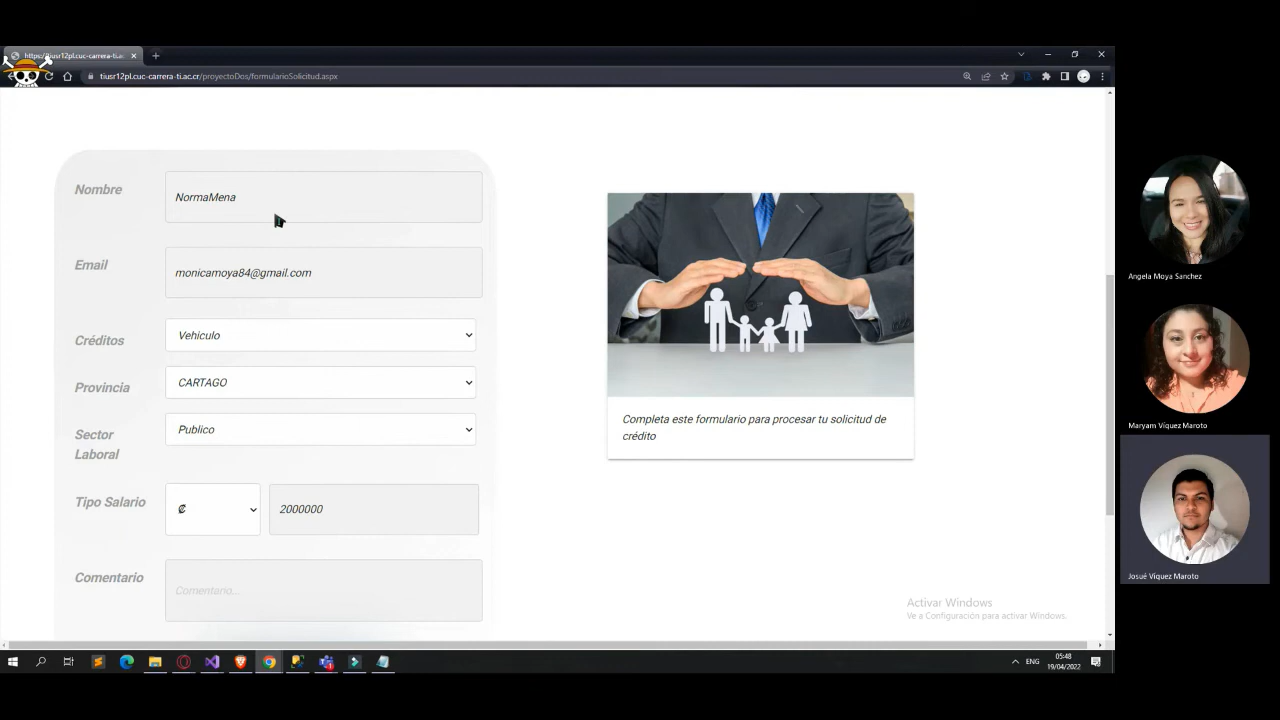 https://tiusr12pl.cuc-carrera-ti.ac
tiusr12pl.cuc-carrera-ti.ac.cr/proyectoDos/formularioSolicitud.aspx
Nombre
NormaMena
Email
monicamoya84@gmail.com
Créditos
Vehiculo
Provincia
CARTAGO
Sector
Laboral
Publico
Tipo Salario
₡
2000000
Comentario
Comentario...
Completa este formulario para procesar tu solicitud de
crédito
Activar Windows
Ve a Configuración para activar Windows.
Angela Moya Sanchez
Maryam Víquez Maroto
Josué Víquez Maroto
ENG
05:48
19/04/2022